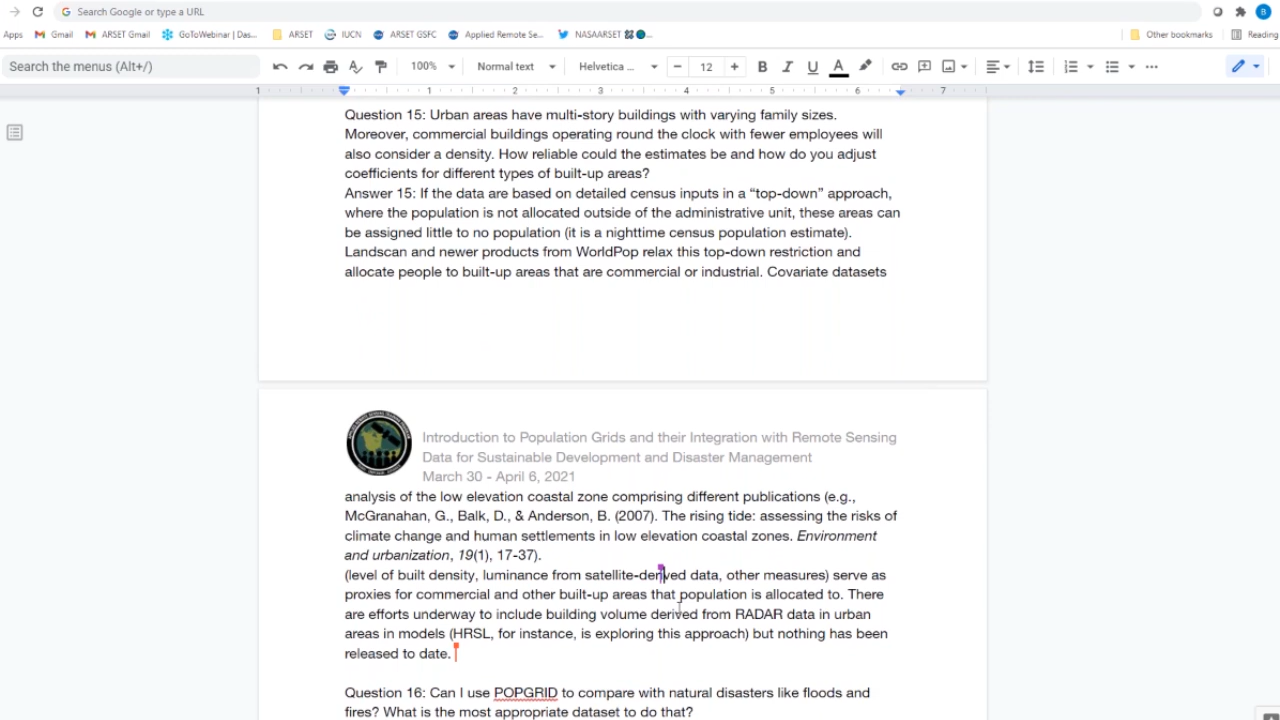 Search Google or type a URL
B
Apps
Gmail
ARSET Gmail
GoToWebinar | Das...
ARSET
IUCN
ARSET GSFC
Applied Remote Se...
NASAARSET
Other bookmarks
Reading
Search the menus (Alt+/)
100%
Normal text
Helvetica ...
12
B I U A
1 1 2 3 4 5 6 7
Question 15: Urban areas have multi-story buildings with varying family sizes.
Moreover, commercial buildings operating round the clock with fewer employees will
also consider a density. How reliable could the estimates be and how do you adjust
coefficients for different types of built-up areas?
Answer 15: If the data are based on detailed census inputs in a “top-down” approach,
where the population is not allocated outside of the administrative unit, these areas can
be assigned little to no population (it is a nighttime census population estimate).
Landscan and newer products from WorldPop relax this top-down restriction and
allocate people to built-up areas that are commercial or industrial. Covariate datasets
Introduction to Population Grids and their Integration with Remote Sensing
Data for Sustainable Development and Disaster Management
March 30 - April 6, 2021
analysis of the low elevation coastal zone comprising different publications (e.g.,
McGranahan, G., Balk, D., & Anderson, B. (2007). The rising tide: assessing the risks of
climate change and human settlements in low elevation coastal zones. Environment
and urbanization, 19(1), 17-37).
(level of built density, luminance from satellite-derived data, other measures) serve as
proxies for commercial and other built-up areas that population is allocated to. There
are efforts underway to include building volume derived from RADAR data in urban
areas in models (HRSL, for instance, is exploring this approach) but nothing has been
released to date.
Question 16: Can I use POPGRID to compare with natural disasters like floods and
fires? What is the most appropriate dataset to do that?